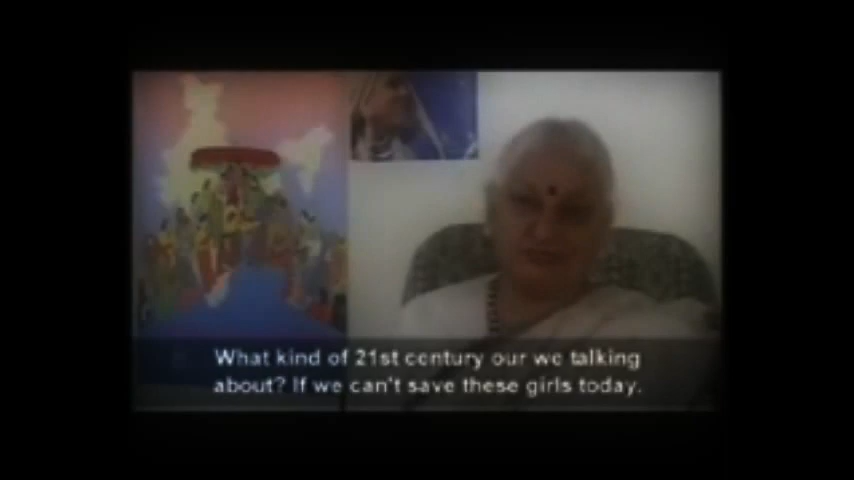 What kind of 21st century our we talking
about? If we can't save these girls today.